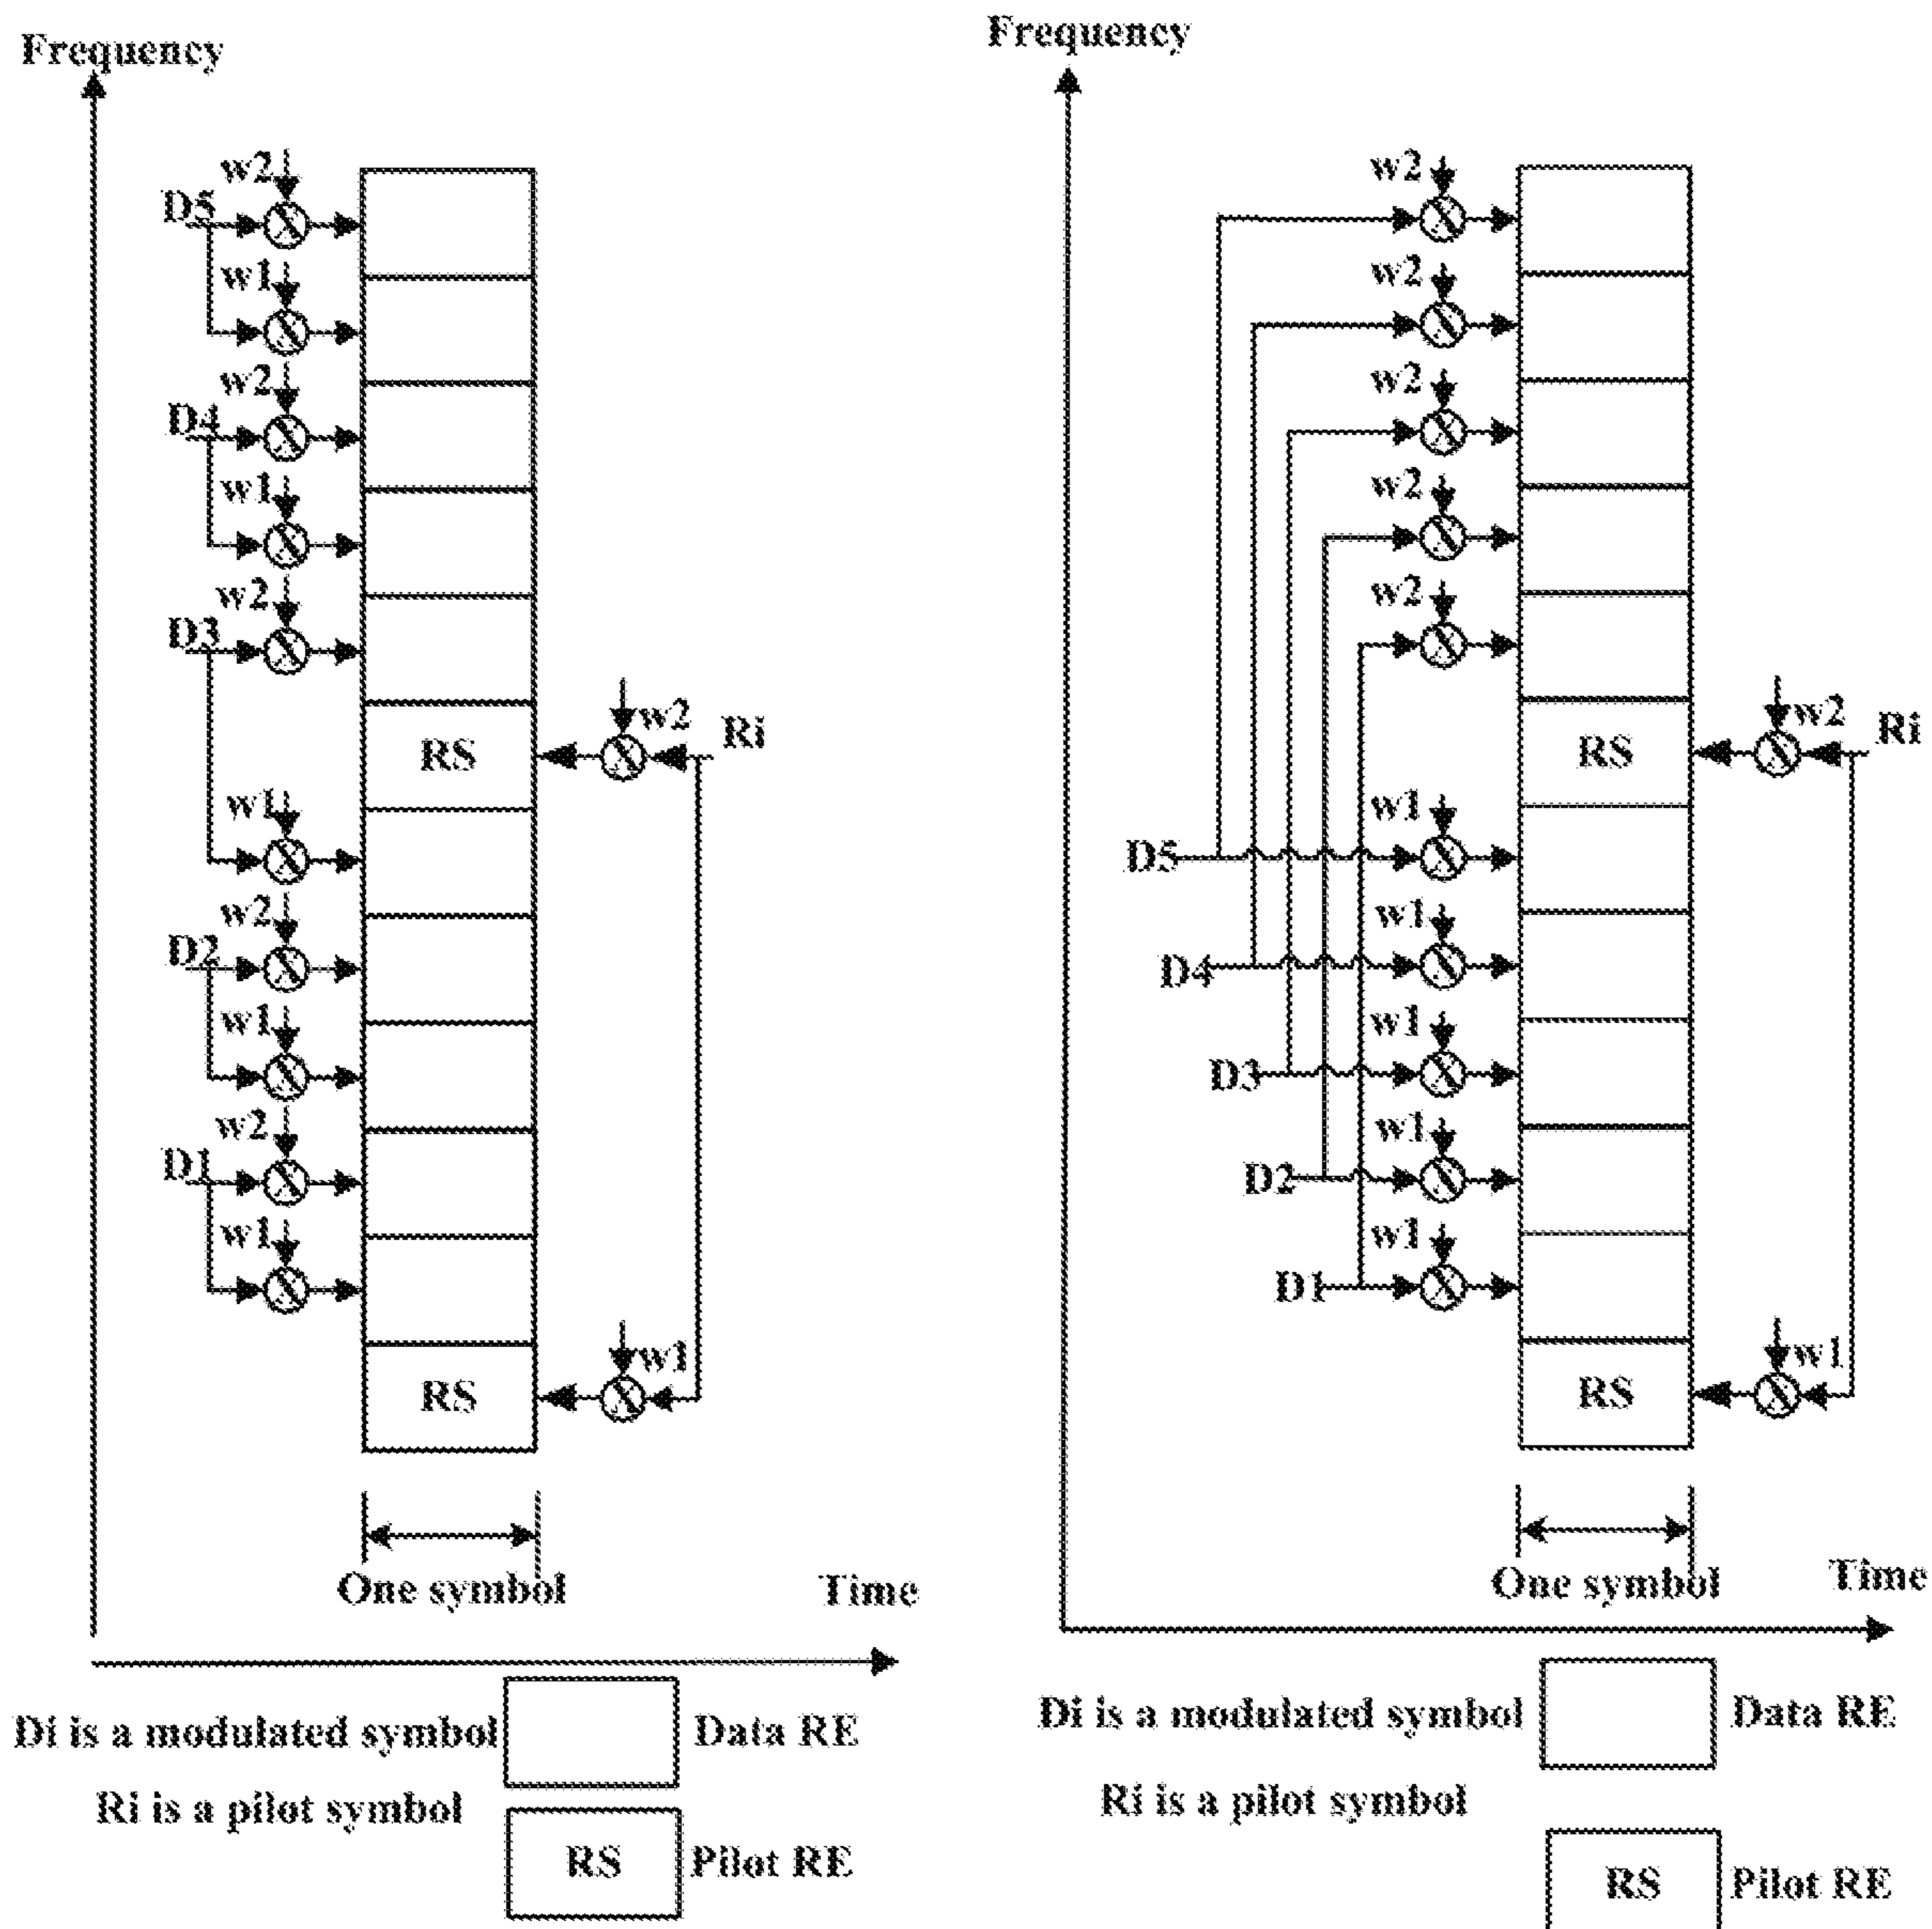 Frequency
w2
D5
w1
w2
D4
w1
w2
D3
RS
w2
Ri
w1
w2
D2
w1
w2
D1
w1
RS
w1
One symbol
Time
Di is a modulated symbol
Data RE
Ri is a pilot symbol
RS
Pilot RE
Frequency
w2
w2
w2
w2
w2
RS
w2
Ri
w1
D5
w1
D4
w1
D3
w1
D2
w1
D1
RS
w1
One symbol
Time
Di is a modulated symbol
Data RE
Ri is a pilot symbol
RS
Pilot RE